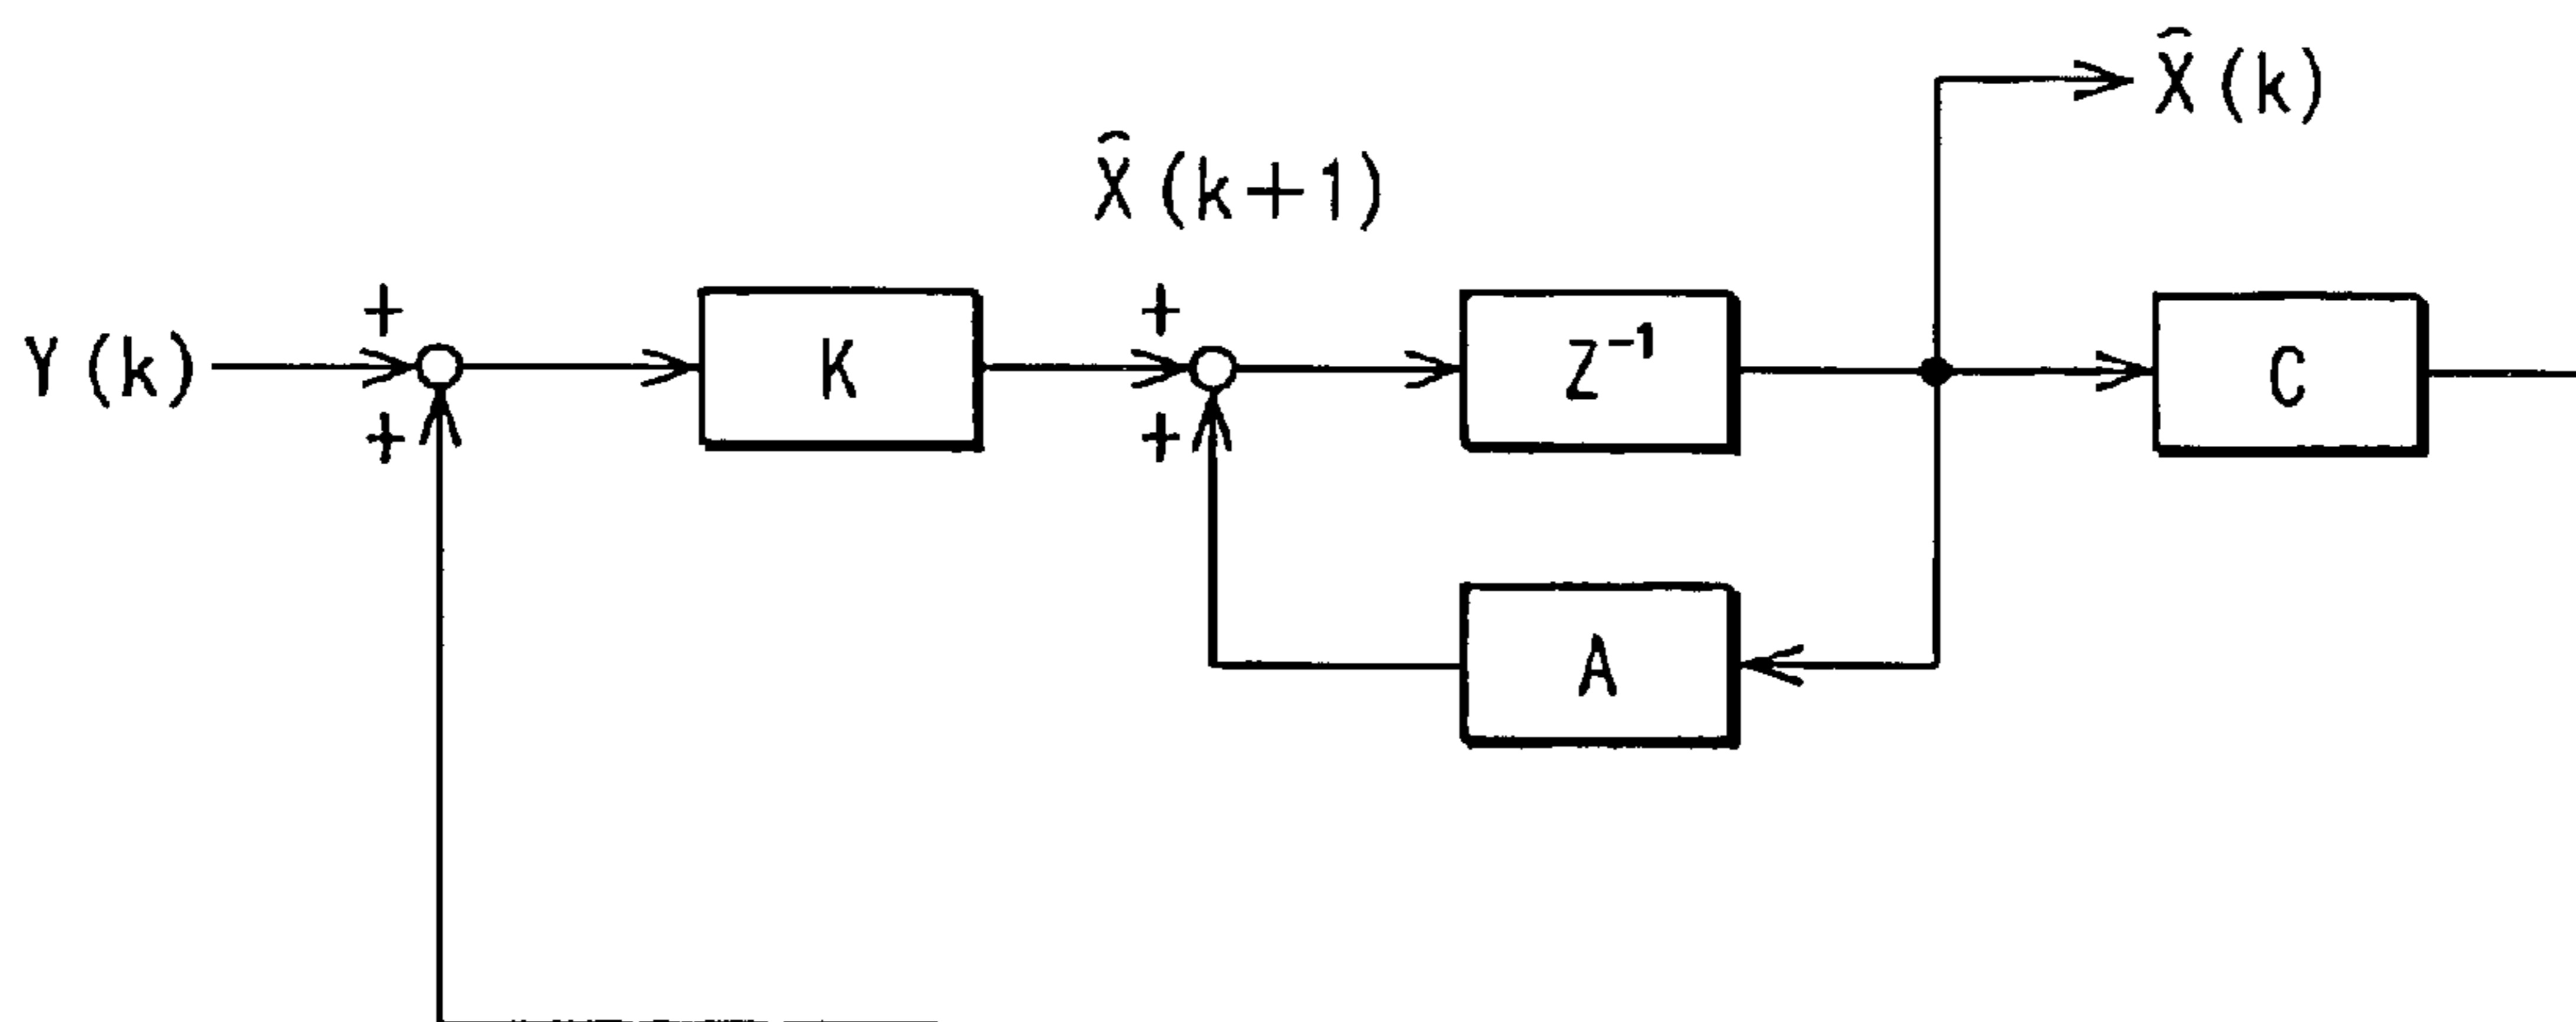 X̂(k)
X̂(k+1)
+
+
Y(k)
K
Z⁻¹
C
+
+
A